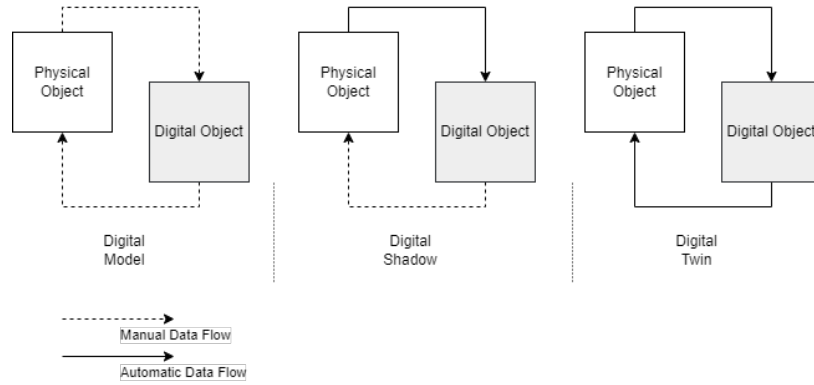 Physical
Object
Digital Object
Digital
Model
Physical
Object
Digital Object
Digital
Shadow
Physical
Object
Digital Object
Digital
Twin
Manual Data Flow
Automatic Data Flow